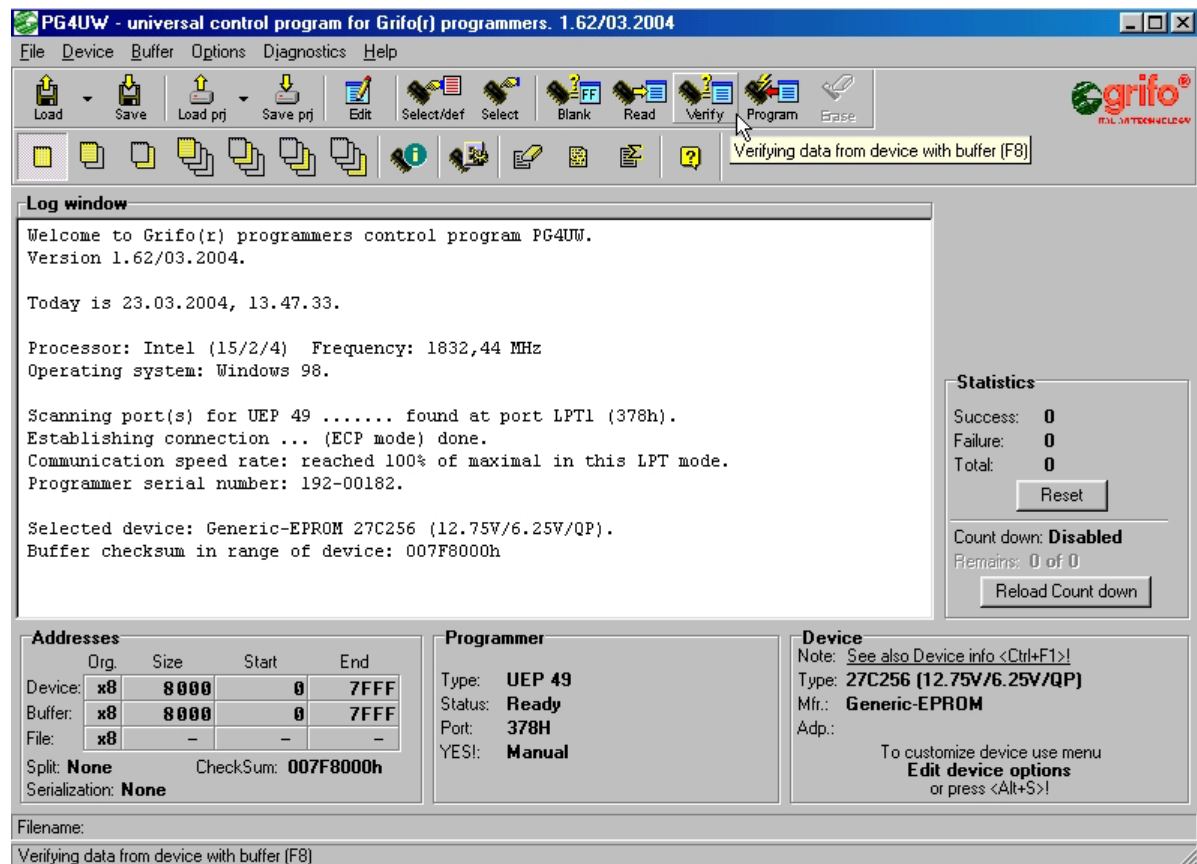 PG4UW - universal control program for Grifo(r) programmers. 1.62/03.2004
File Device Buffer Options Diagnostics Help
Load Save Load prj Save prj Edit Select/def Select Blank Read Verify Program Erase
grifo®
ITALIAN TECHNOLOGY
Verifying data from device with buffer (F8)
Log window
Welcome to Grifo(r) programmers control program PG4UW.
Version 1.62/03.2004.
Today is 23.03.2004, 13.47.33.
Processor: Intel (15/2/4) Frequency: 1832,44 MHz
Operating system: Windows 98.
Scanning port(s) for UEP 49 ....... found at port LPT1 (378h).
Establishing connection ... (ECP mode) done.
Communication speed rate: reached 100% of maximal in this LPT mode.
Programmer serial number: 192-00182.
Selected device: Generic-EPROM 27C256 (12.75V/6.25V/QP).
Buffer checksum in range of device: 007F8000h
Statistics
Success: 0
Failure: 0
Total: 0
Reset
Count down: Disabled
Remains: 0 of 0
Reload Count down
Addresses
Org. Size Start End
Device: x8 8000 0 7FFF
Buffer: x8 8000 0 7FFF
File: x8 – – –
Split: None CheckSum: 007F8000h
Serialization: None
Programmer
Type: UEP 49
Status: Ready
Port: 378H
YES!: Manual
Device
Note: See also Device info <Ctrl+F1>!
Type: 27C256 (12.75V/6.25V/QP)
Mfr.: Generic-EPROM
Adp.:
To customize device use menu
Edit device options
or press <Alt+S>!
Filename:
Verifying data from device with buffer (F8)